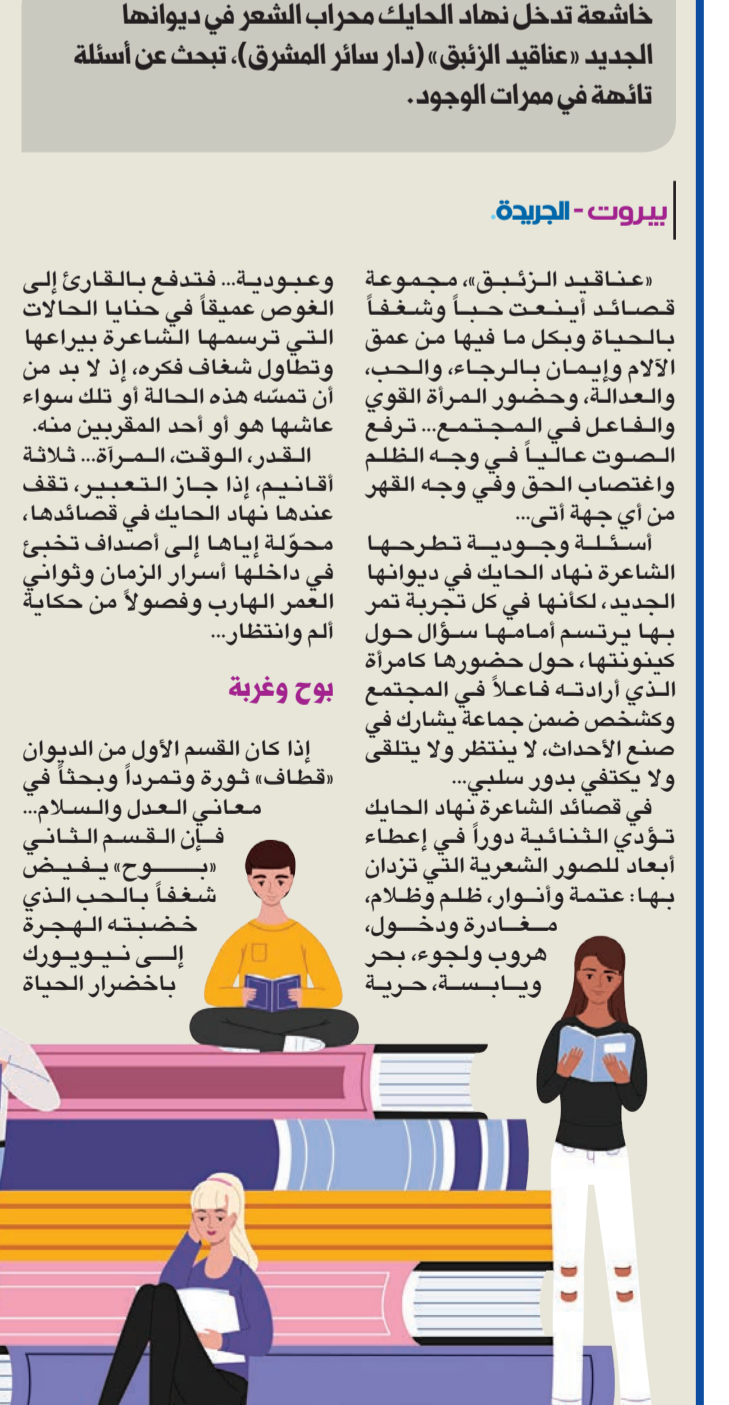 خاشعة تدخل نهاد الحايك محراب الشعر في ديوانها
الجديد «عناقيد الزئبق» (دار سائر المشرق)، تبحث عن أسئلة
تائهة في ممرات الوجود.
بيروت - الجريدة.
«عناقيد الزئبق»، مجموعة
قصائد أينعت حباً وشغفاً
بالحياة وبكل ما فيها من عمق
الآلام وإيمان بالرجاء، والحب،
والعدالة، وحضور المرأة القوي
والفاعل في المجتمع... ترفع
الصوت عالياً في وجه الظلم
واغتصاب الحق وفي وجه القهر
من أي جهة أتى...
أسئلة وجودية تطرحها
الشاعرة نهاد الحايك في ديوانها
الجديد، لكأنها في كل تجربة تمر
بها يرتسم أمامها سؤال حول
كينونتها، حول حضورها كامرأة
الذي أرادته فاعلاً في المجتمع
وكشخص ضمن جماعة يشارك في
صنع الأحداث، لا ينتظر ولا يتلقى
ولا يكتفي بدور سلبي...
في قصائد الشاعرة نهاد الحايك
تؤدي الثنائية دوراً في إعطاء
أبعاد للصور الشعرية التي تزدان
بها: عتمة وأنوار، ظلم وظلام،
مغادرة ودخول،
هروب ولجوء، بحر
ويابسة، حرية
وعبودية... فتدفع بالقارئ إلى
الغوص عميقاً في حنايا الحالات
التي ترسمها الشاعرة بيراعها
وتطاول شغاف فكره، إذ لا بد من
أن تمسّه هذه الحالة أو تلك سواء
عاشها هو أو أحد المقربين منه.
القدر، الوقت، المرآة... ثلاثة
أقانيم، إذا جاز التعبير، تقف
عندها نهاد الحايك في قصائدها،
محوّلة إياها إلى أصداف تخبئ
في داخلها أسرار الزمان وثواني
العمر الهارب وفصولاً من حكاية
ألم وانتظار...
بوح وغربة
إذا كان القسم الأول من الديوان
«قطاف» ثورة وتمرداً وبحثاً في
معاني العدل والسلام...
فإن القسم الثاني
«بوح» يفيض
شغفاً بالحب الذي
خضبته الهجرة
إلى نيويورك
باخضرار الحياة